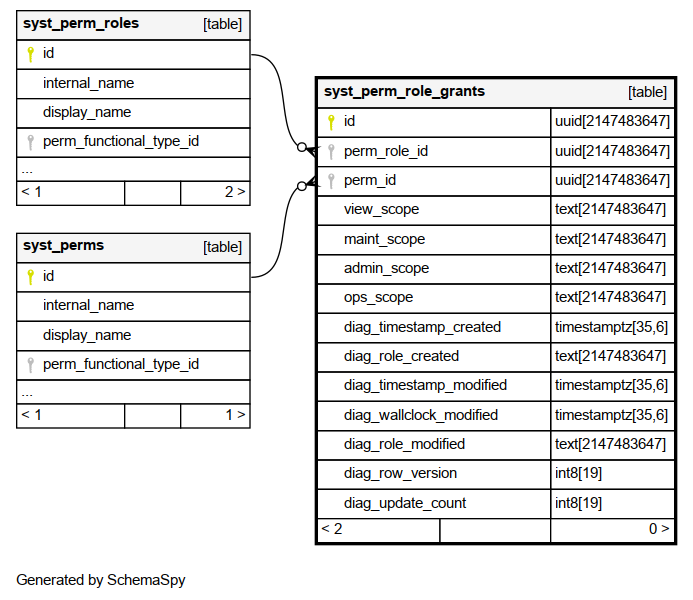 syst_perm_roles [table]
id
internal_name
display_name
perm_functional_type_id
...
< 1 2 >
syst_perms [table]
id
internal_name
display_name
perm_functional_type_id
...
< 1 1 >
syst_perm_role_grants [table]
id uuid[2147483647]
perm_role_id uuid[2147483647]
perm_id uuid[2147483647]
view_scope text[2147483647]
maint_scope text[2147483647]
admin_scope text[2147483647]
ops_scope text[2147483647]
diag_timestamp_created timestamptz[35,6]
diag_role_created text[2147483647]
diag_timestamp_modified timestamptz[35,6]
diag_wallclock_modified timestamptz[35,6]
diag_role_modified text[2147483647]
diag_row_version int8[19]
diag_update_count int8[19]
< 2 0 >
Generated by SchemaSpy